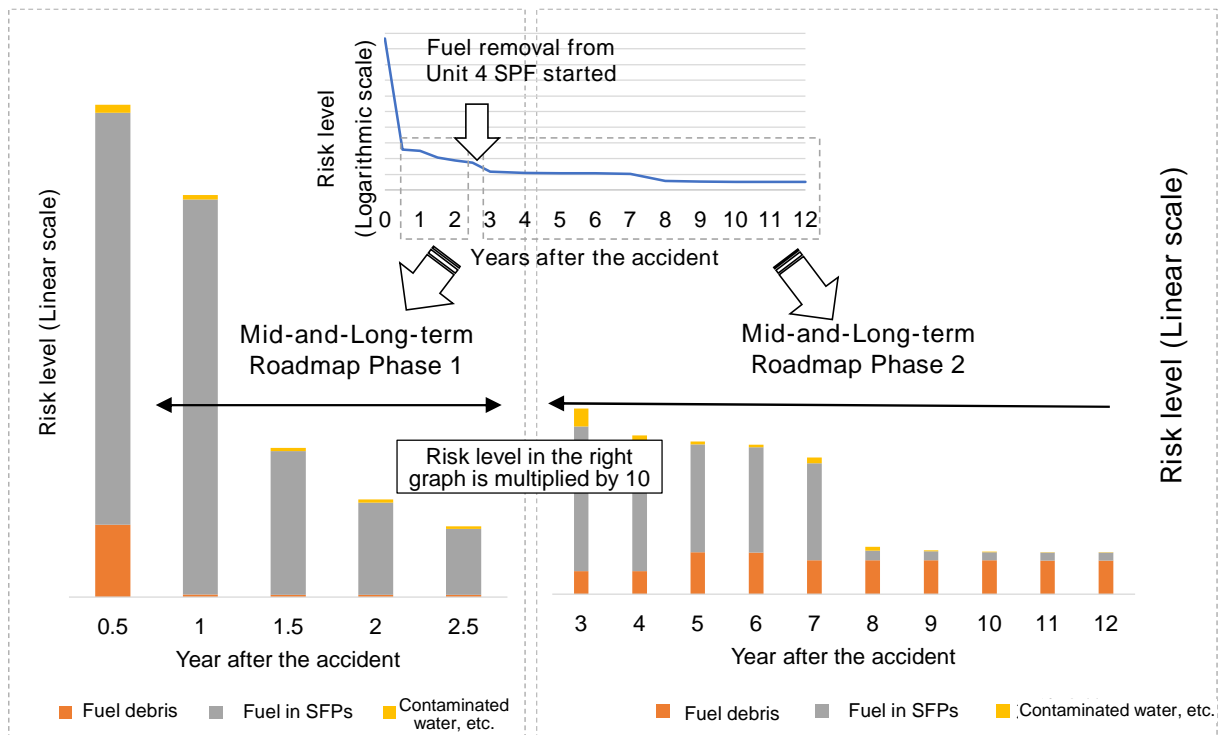 Fuel removal from
Unit 4 SPF started
Risk level
(Logarithmic scale)
0 1 2 3 4 5 6 7 8 9 10 11 12
Years after the accident
Risk level (Linear scale)
Mid-and-Long-term
Roadmap Phase 1
Mid-and-Long-term
Roadmap Phase 2
Risk level (Linear scale)
Risk level in the right
graph is multiplied by 10
0.5 1 1.5 2 2.5
Year after the accident
Fuel debris
Fuel in SFPs
Contaminated
water, etc.
3 4 5 6 7 8 9 10 11 12
Year after the accident
Fuel debris
Fuel in SFPs
Contaminated water, etc.